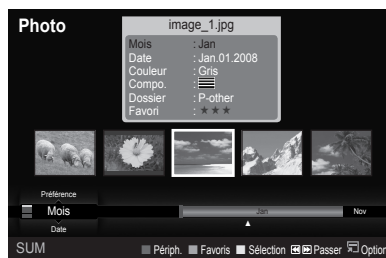 Photo
image_1.jpg
Mois : Jan
Date : Jan.01.2008
Couleur : Gris
Compo. :
Dossier : P-other
Favori : ★★★
Préférence
Mois
Date
Jan
Nov
SUM
Périph. Favoris Sélection Passer Option